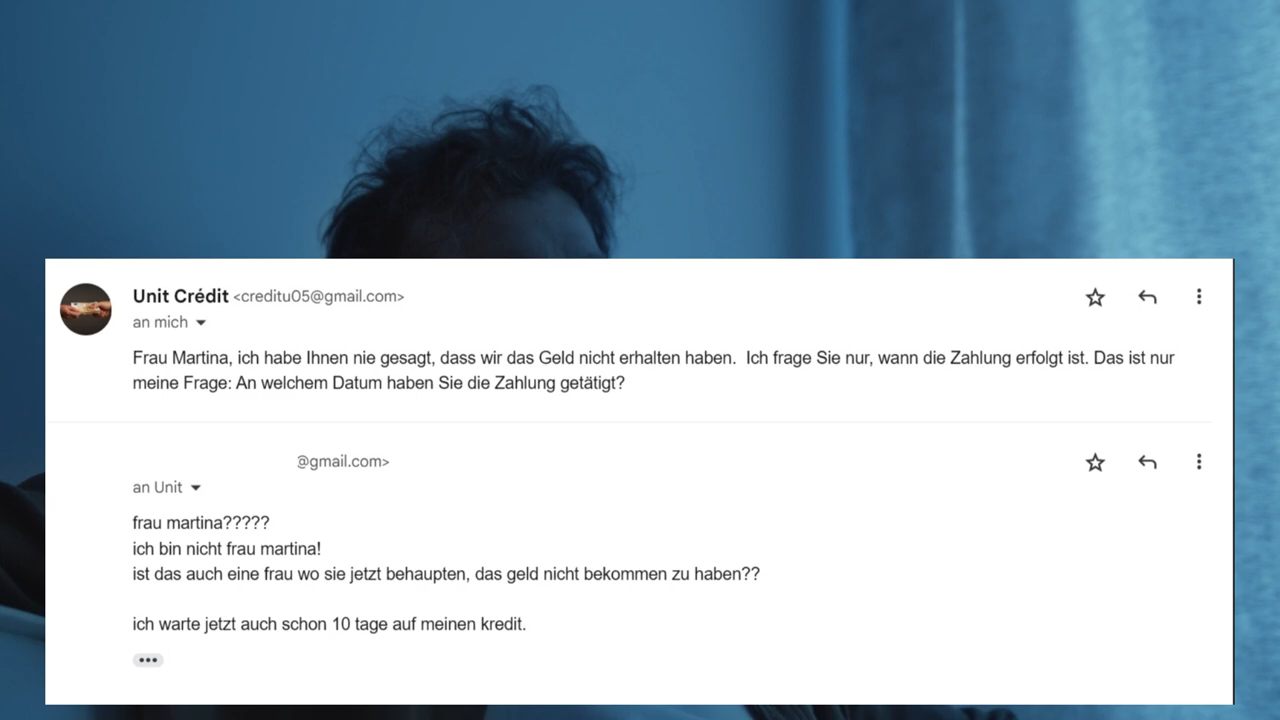 Unit Crédit <creditu05@gmail.com>
an mich
Frau Martina, ich habe Ihnen nie gesagt, dass wir das Geld nicht erhalten haben.  Ich frage Sie nur, wann die Zahlung erfolgt ist. Das ist nur
meine Frage: An welchem Datum haben Sie die Zahlung getätigt?
@gmail.com>
an Unit
frau martina?????
ich bin nicht frau martina!
ist das auch eine frau wo sie jetzt behaupten, das geld nicht bekommen zu haben??
ich warte jetzt auch schon 10 tage auf meinen kredit.